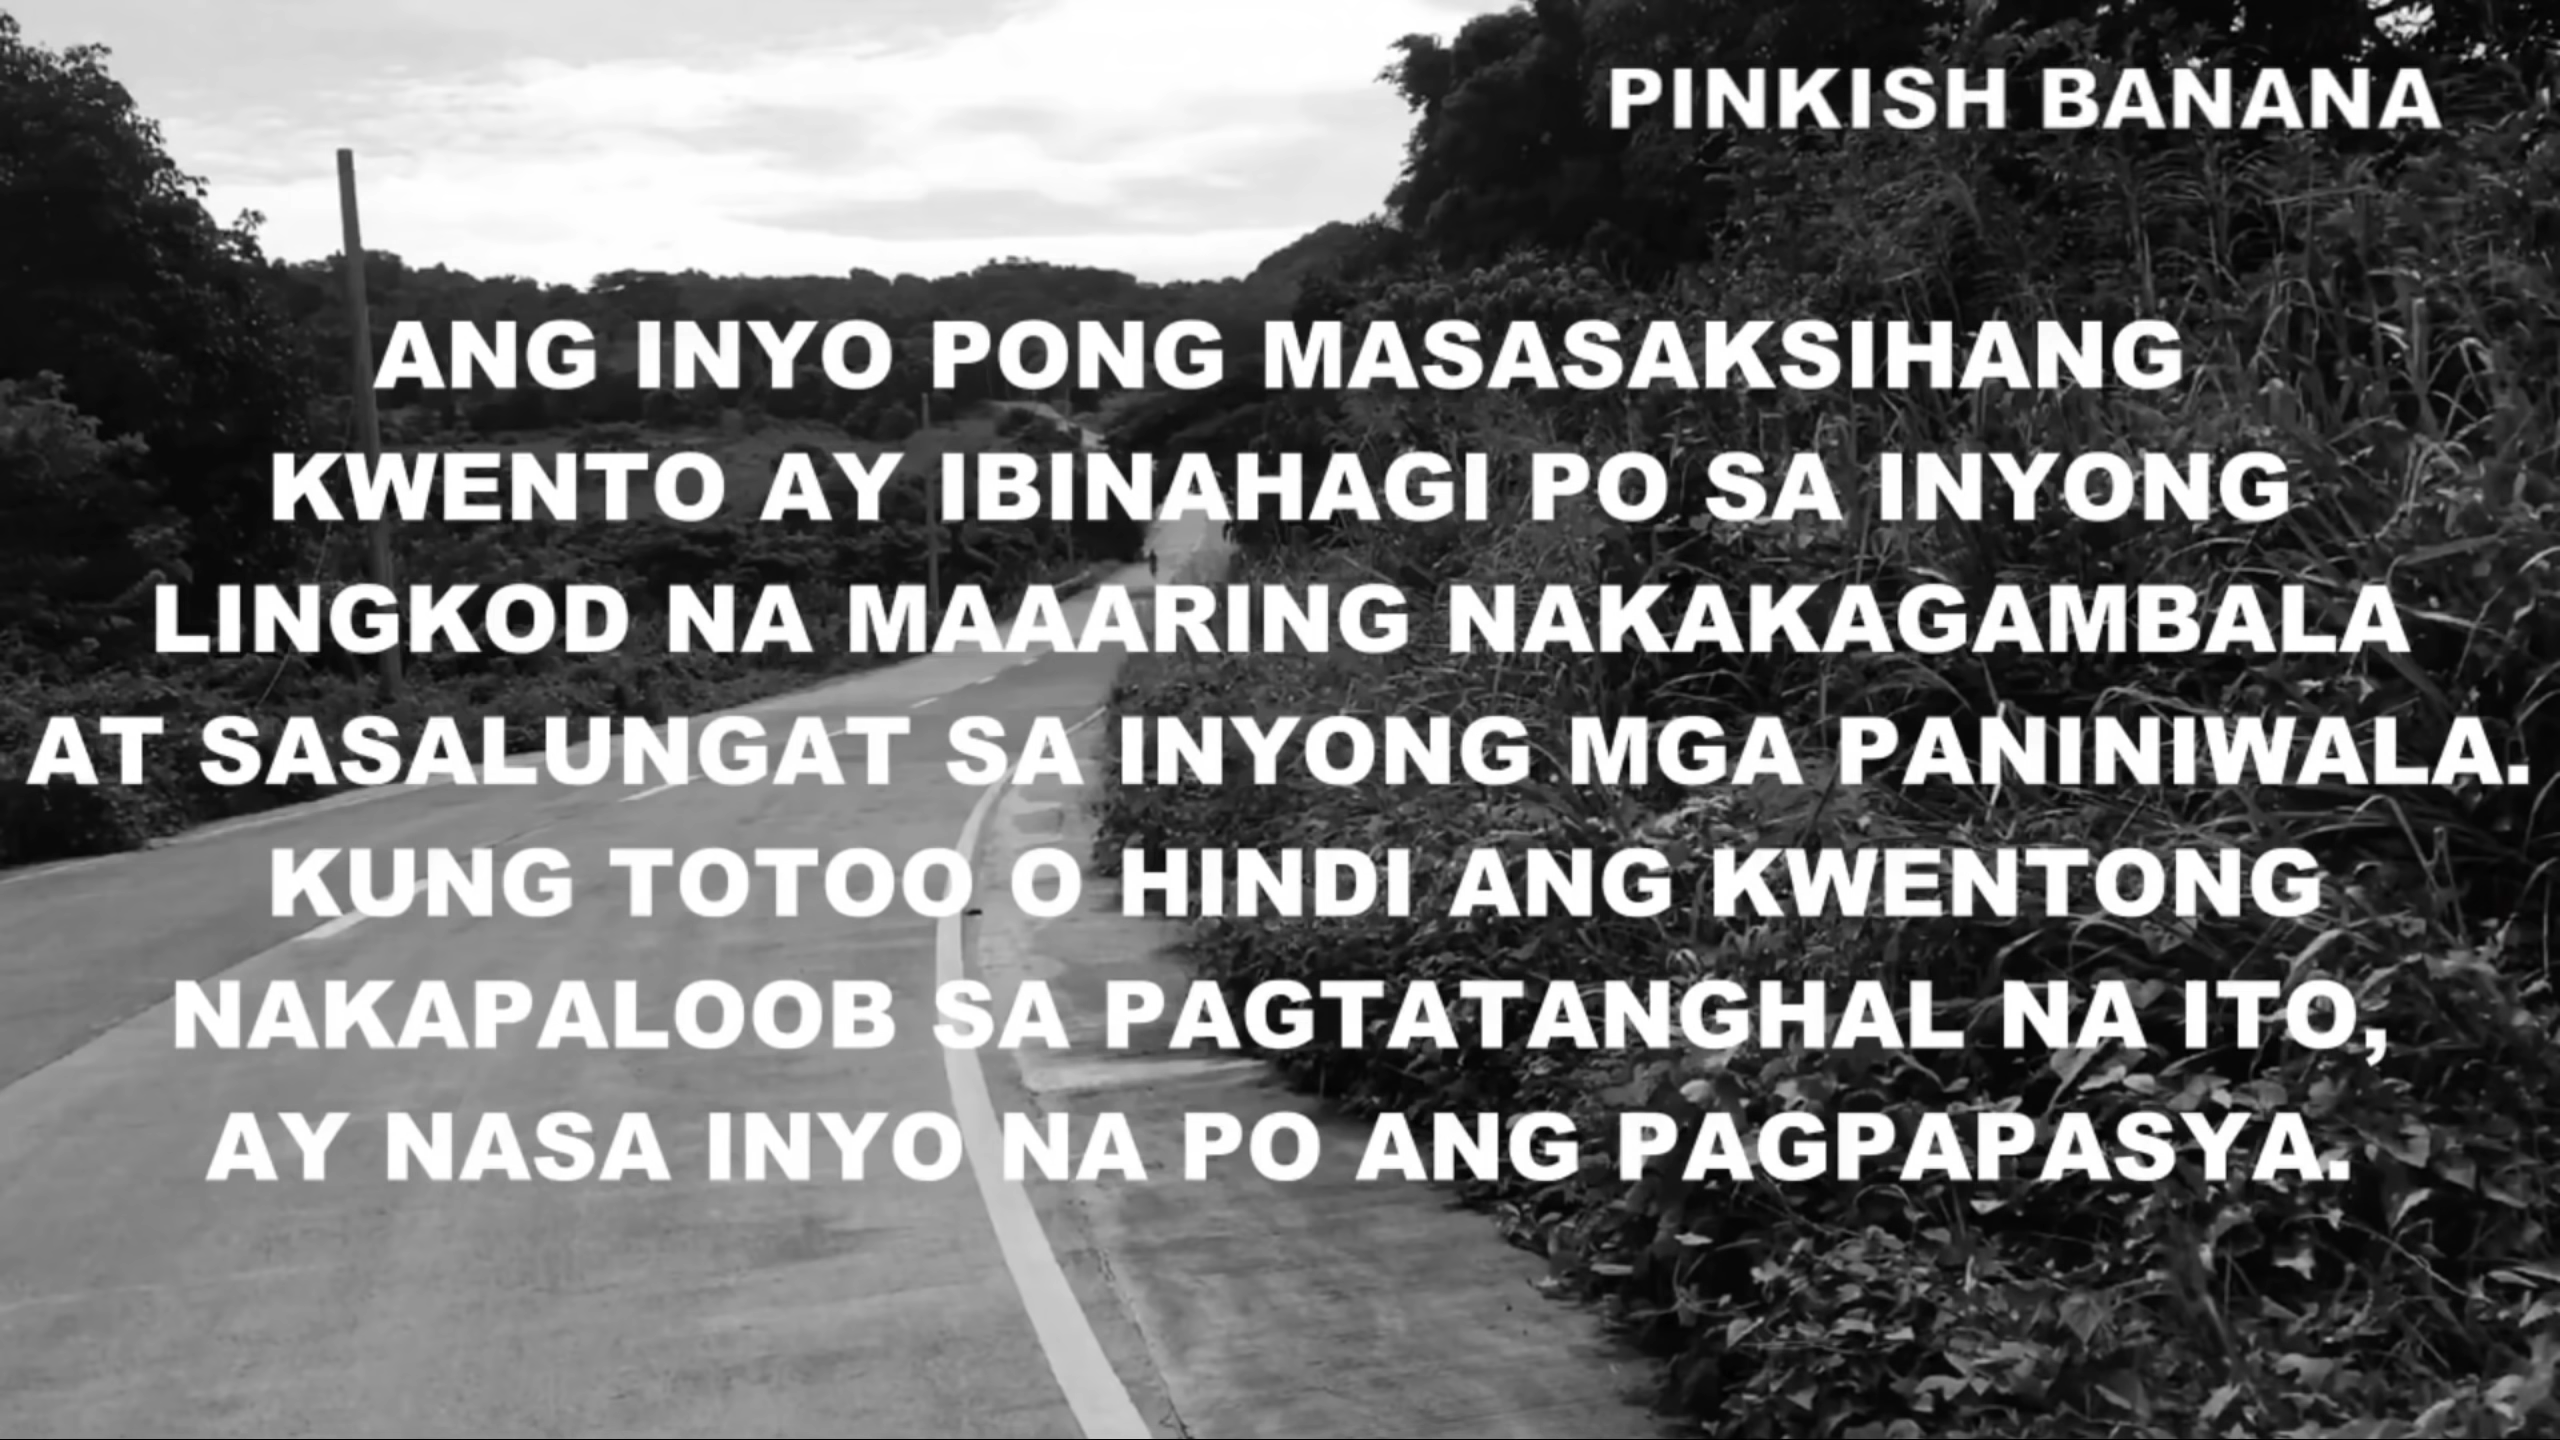 PINKISH BANANA
ANG INYO PONG MASASAKSIHANG
KWENTO AY IBINAHAGI PO SA INYONG
LINGKOD NA MAAARING NAKAKAGAMBALA
AT SASALUNGAT SA INYONG MGA PANINIWALA.
KUNG TOTOO O HINDI ANG KWENTONG
NAKAPALOOB SA PAGTATANGHAL NA ITO,
AY NASA INYO NA PO ANG PAGPAPASYA.